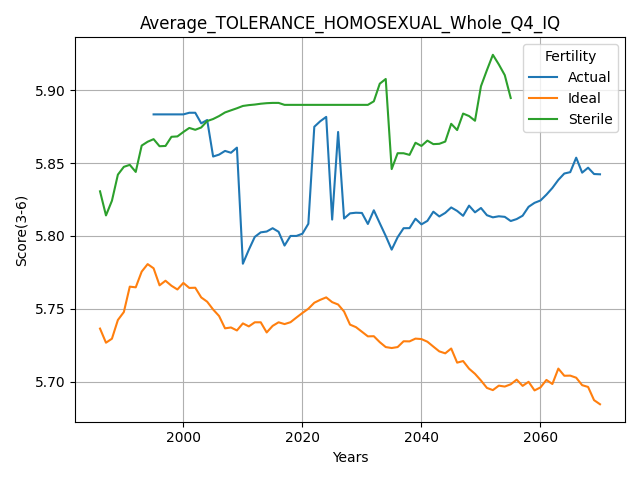 Average_TOLERANCE_HOMOSEXUAL_Whole_Q4_IQ
Fertility
Actual
Ideal
Sterile
Score(3-6)
5.90
5.85
5.80
5.75
5.70
2000 2020 2040 2060
Years